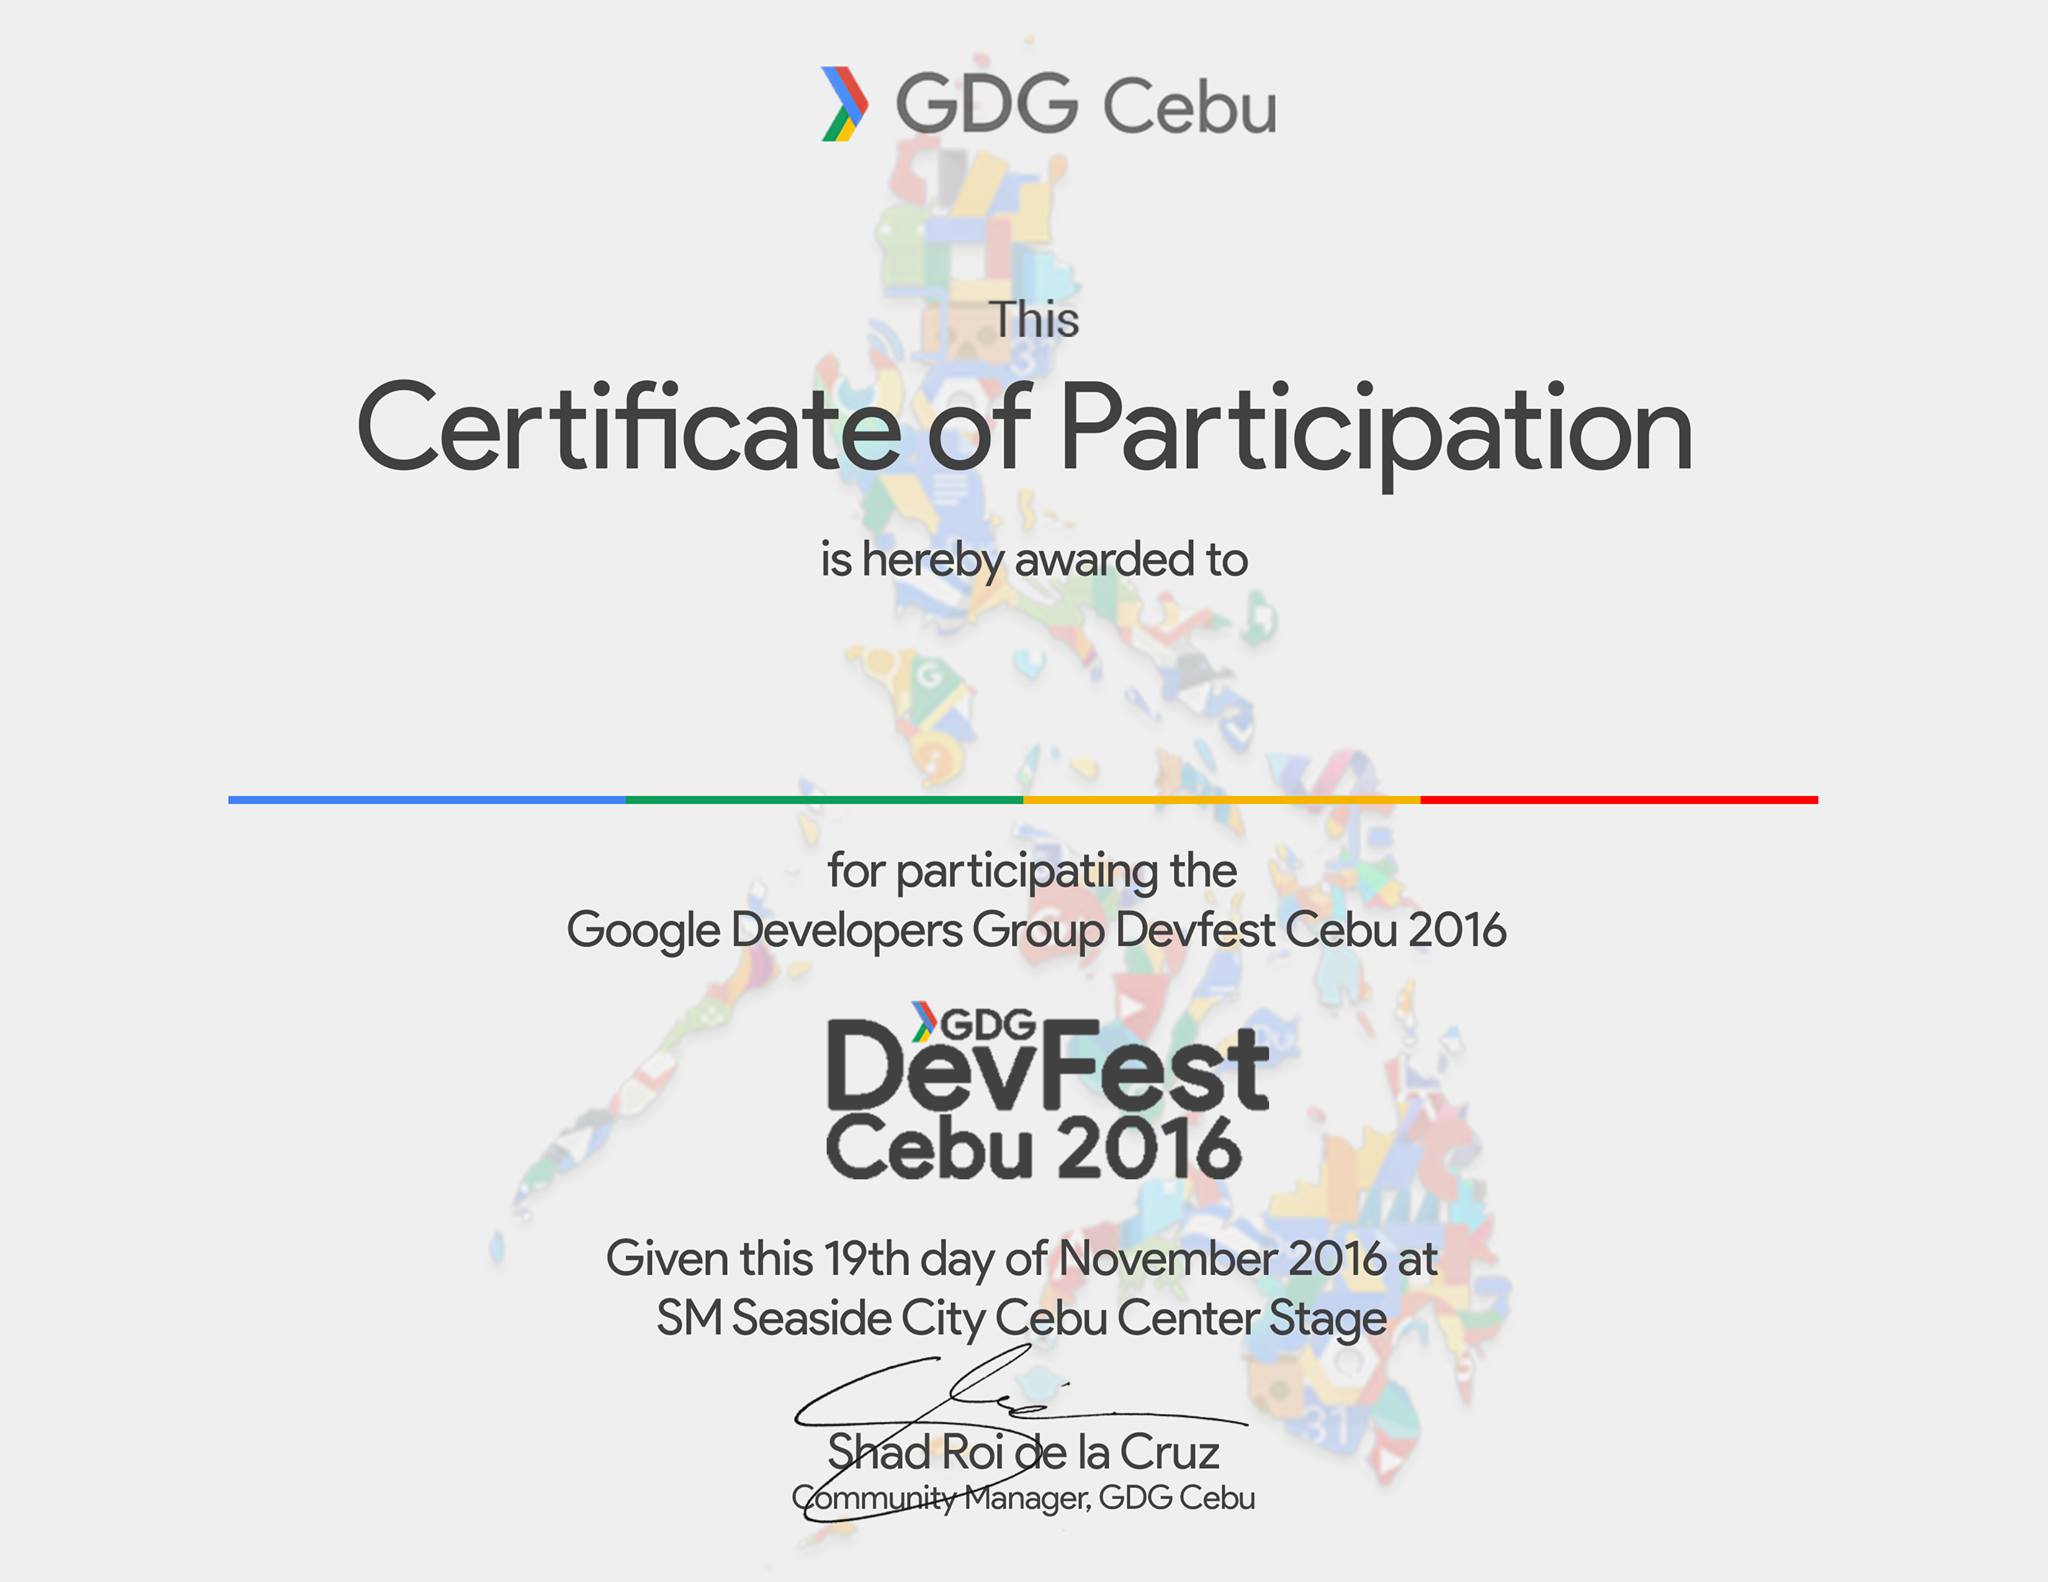 GDG Cebu
This
Certificate of Participation
is hereby awarded to
for participating the
Google Developers Group Devfest Cebu 2016
GDG
DevFest
Cebu 2016
Given this 19th day of November 2016 at
SM Seaside City Cebu Center Stage
Shad Roi de la Cruz
Community Manager, GDG Cebu
31
G
31